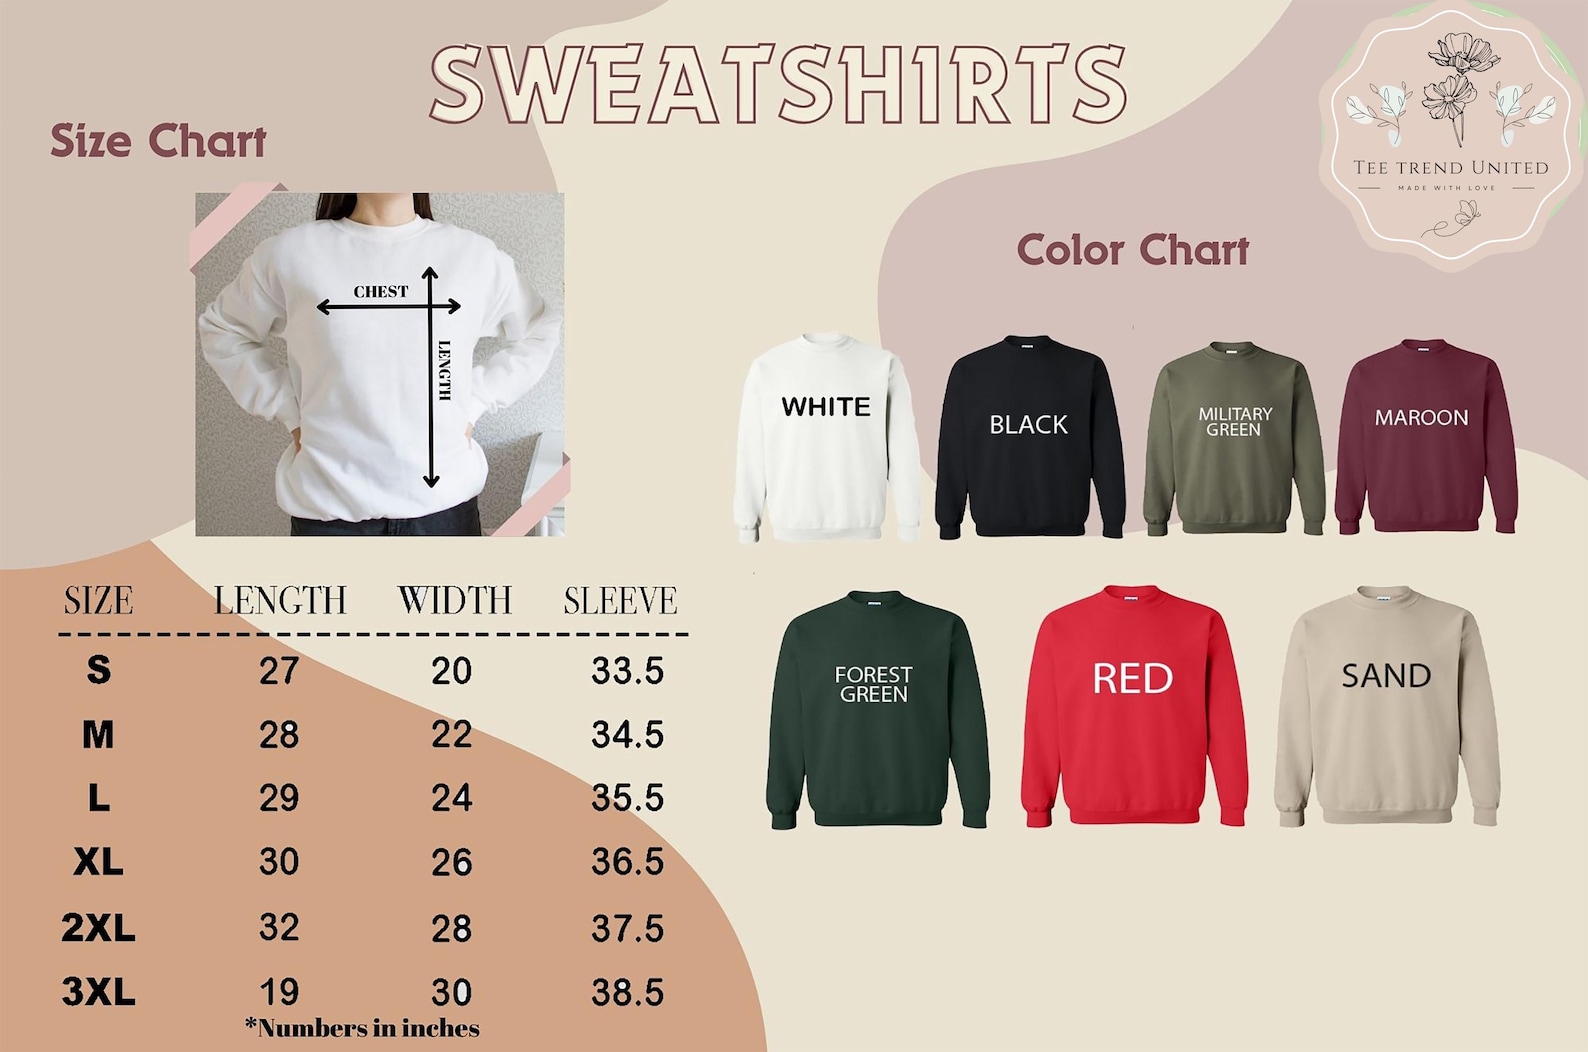 SWEATSHIRTS
TEE TREND UNITED
MADE WITH LOVE
Size Chart
CHEST
LENGTH
SIZE LENGTH WIDTH SLEEVE
S 27 20 33.5
M 28 22 34.5
L 29 24 35.5
XL 30 26 36.5
2XL 32 28 37.5
3XL 19 30 38.5
*Numbers in inches
Color Chart
WHITE
BLACK
MILITARY
GREEN
MAROON
FOREST
GREEN
RED
SAND